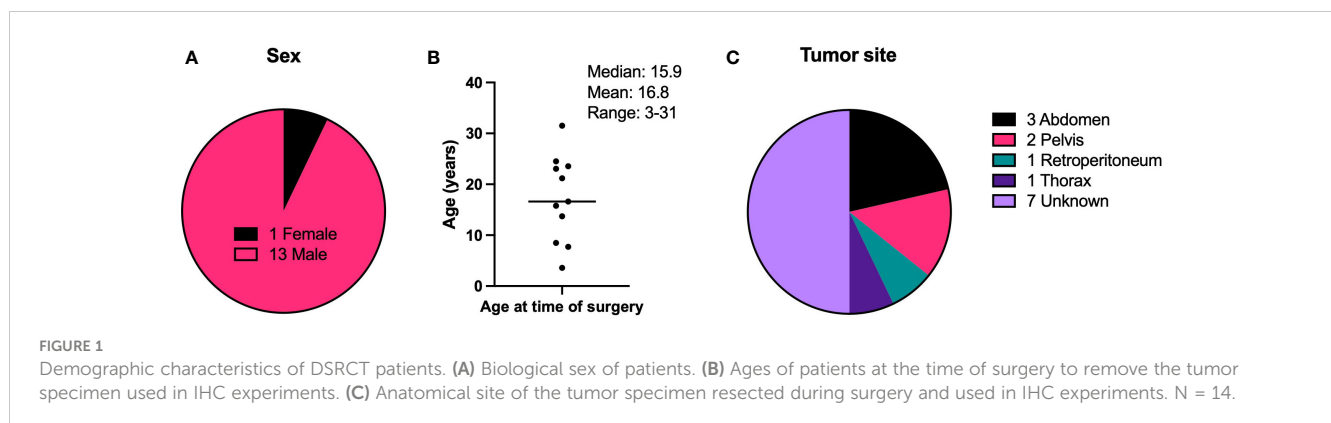 A
Sex
1 Female
13 Male
B
Median: 15.9
Mean: 16.8
Range: 3-31
Age (years)
40
30
20
10
0
Age at time of surgery
C
Tumor site
3 Abdomen
2 Pelvis
1 Retroperitoneum
1 Thorax
7 Unknown
FIGURE 1
Demographic characteristics of DSRCT patients. (A) Biological sex of patients. (B) Ages of patients at the time of surgery to remove the tumor
specimen used in IHC experiments. (C) Anatomical site of the tumor specimen resected during surgery and used in IHC experiments. N = 14.